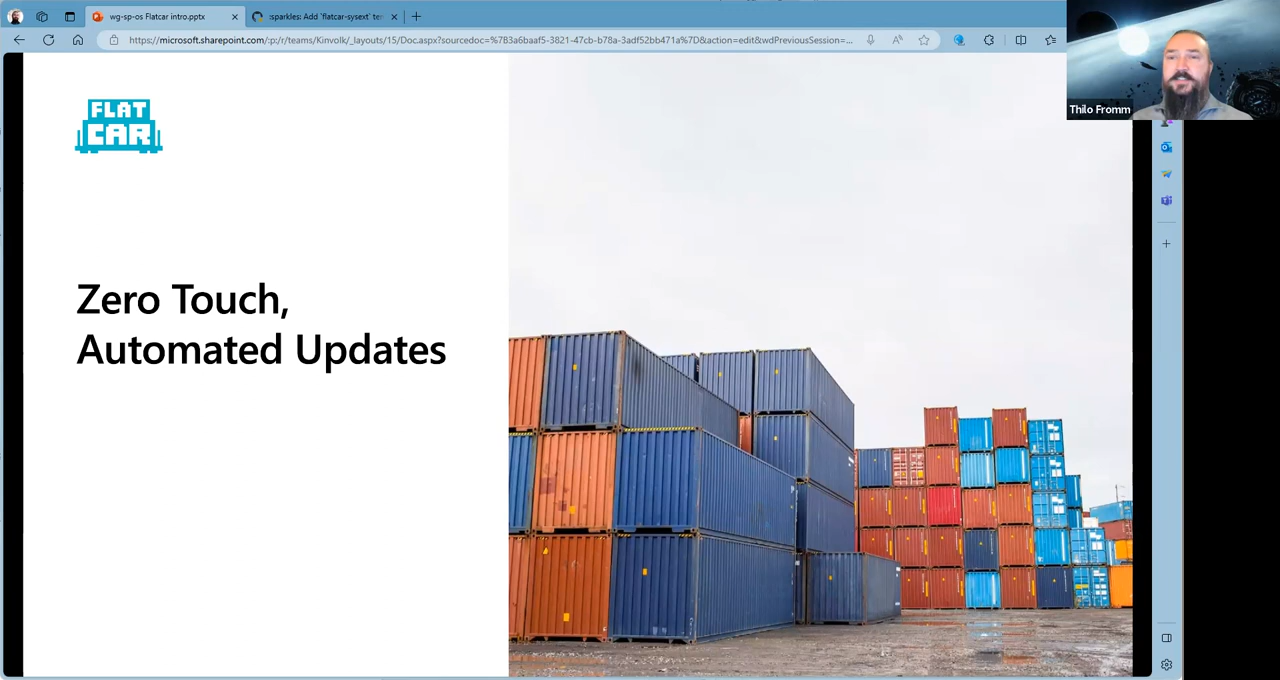 wg-sp-os Flatcar intro.pptx
:sparkles: Add `flatcar-sysext` te
https://microsoft.sharepoint.com/:p:/r/teams/Kinvolk/_layouts/15/Doc.aspx?sourcedoc=%7B3a6baaf5-3821-47cb-b78a-3adf52bb471a%7D&action=edit&wdPreviousSession=...
Thilo Fromm
FLAT
CAR
Zero Touch,
Automated Updates